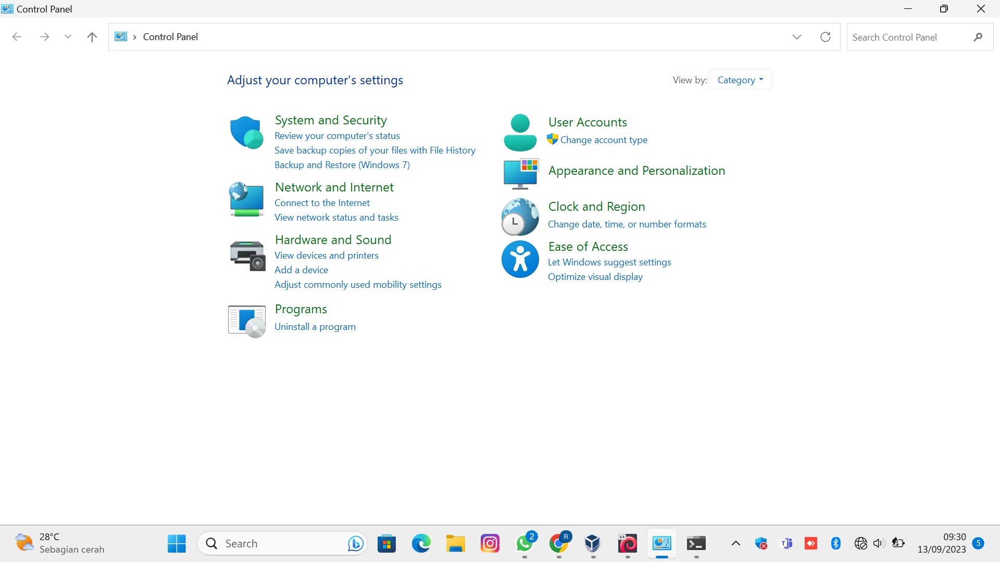 Control Panel
Control Panel
Search Control Panel
Adjust your computer's settings
View by: Category
System and Security
Review your computer's status
Save backup copies of your files with File History
Backup and Restore (Windows 7)
Network and Internet
Connect to the Internet
View network status and tasks
Hardware and Sound
View devices and printers
Add a device
Adjust commonly used mobility settings
Programs
Uninstall a program
User Accounts
Change account type
Appearance and Personalization
Clock and Region
Change date, time, or number formats
Ease of Access
Let Windows suggest settings
Optimize visual display
28°C
Sebagian cerah
Search
2
R
64
09:30
13/09/2023
5